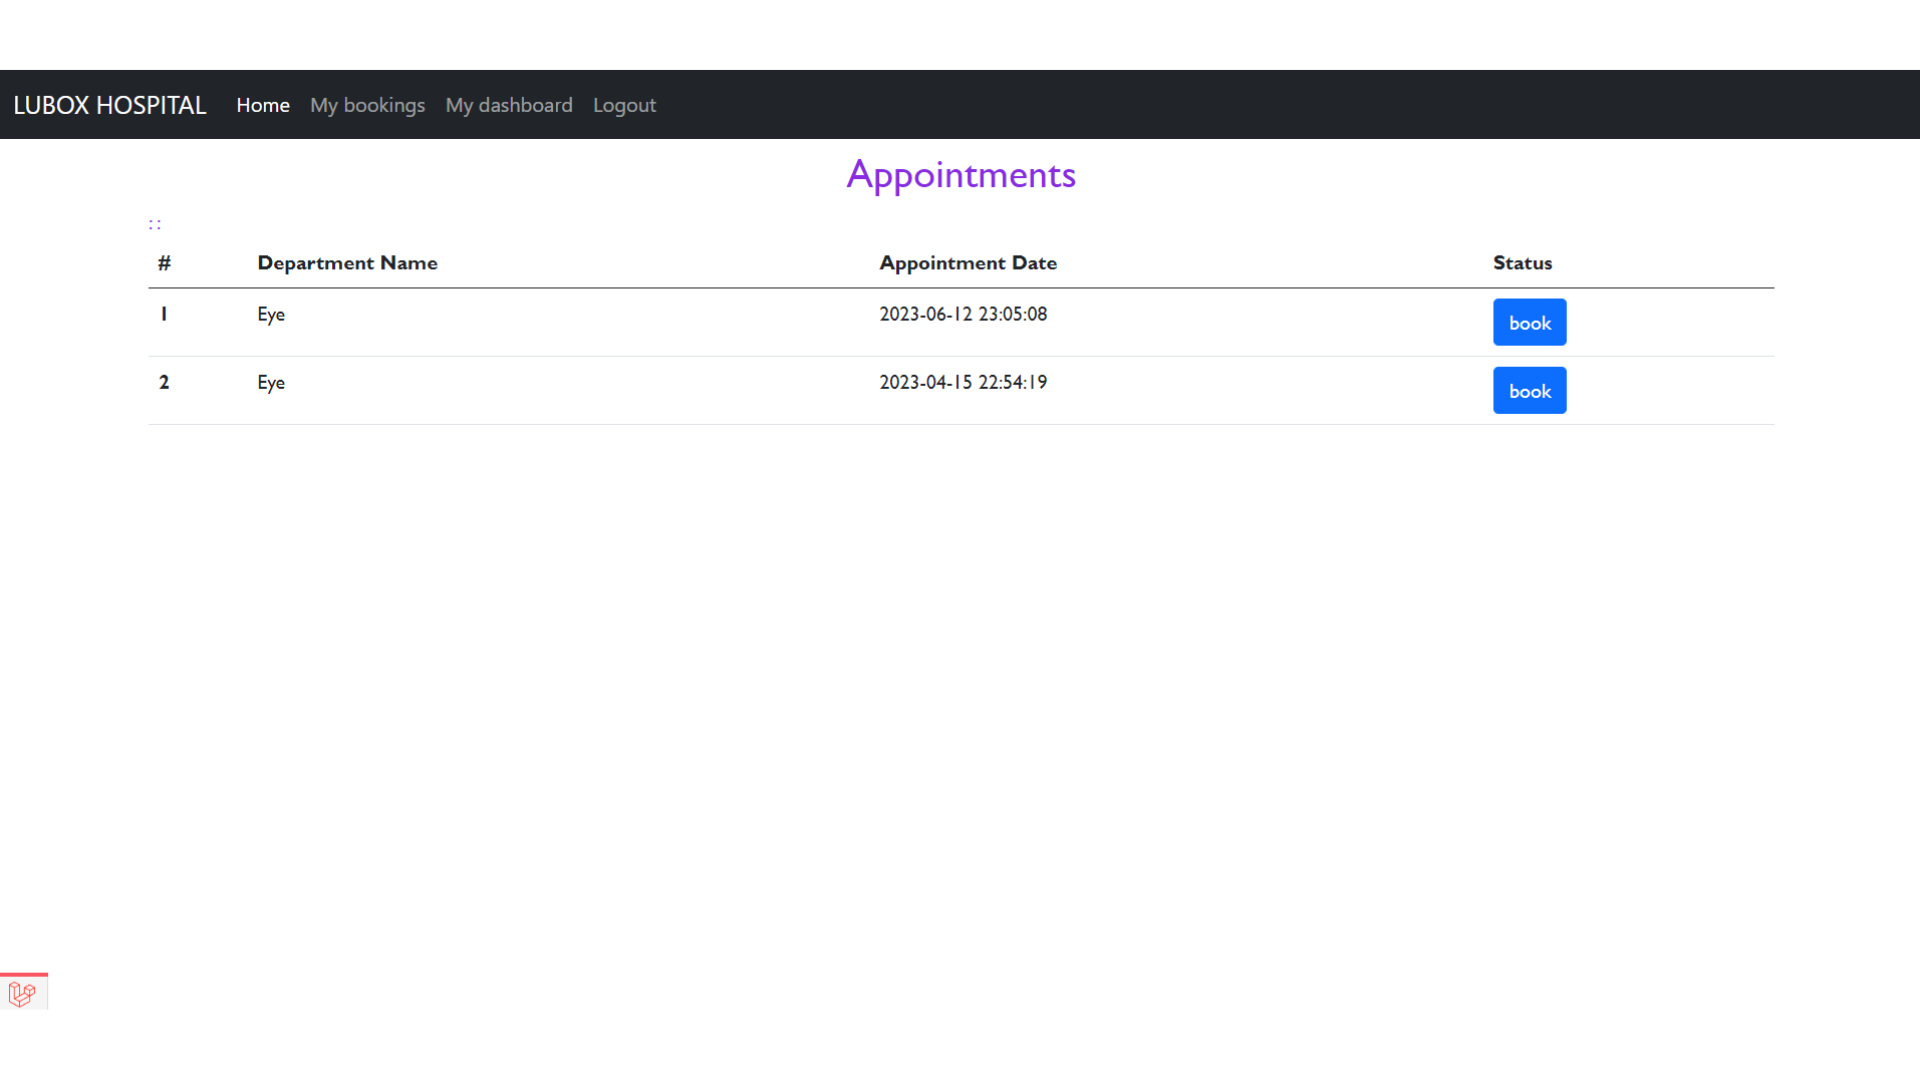 LUBOX HOSPITAL Home My bookings My dashboard Logout
Appointments
::
# Department Name Appointment Date Status
1 Eye 2023-06-12 23:05:08 book
2 Eye 2023-04-15 22:54:19 book